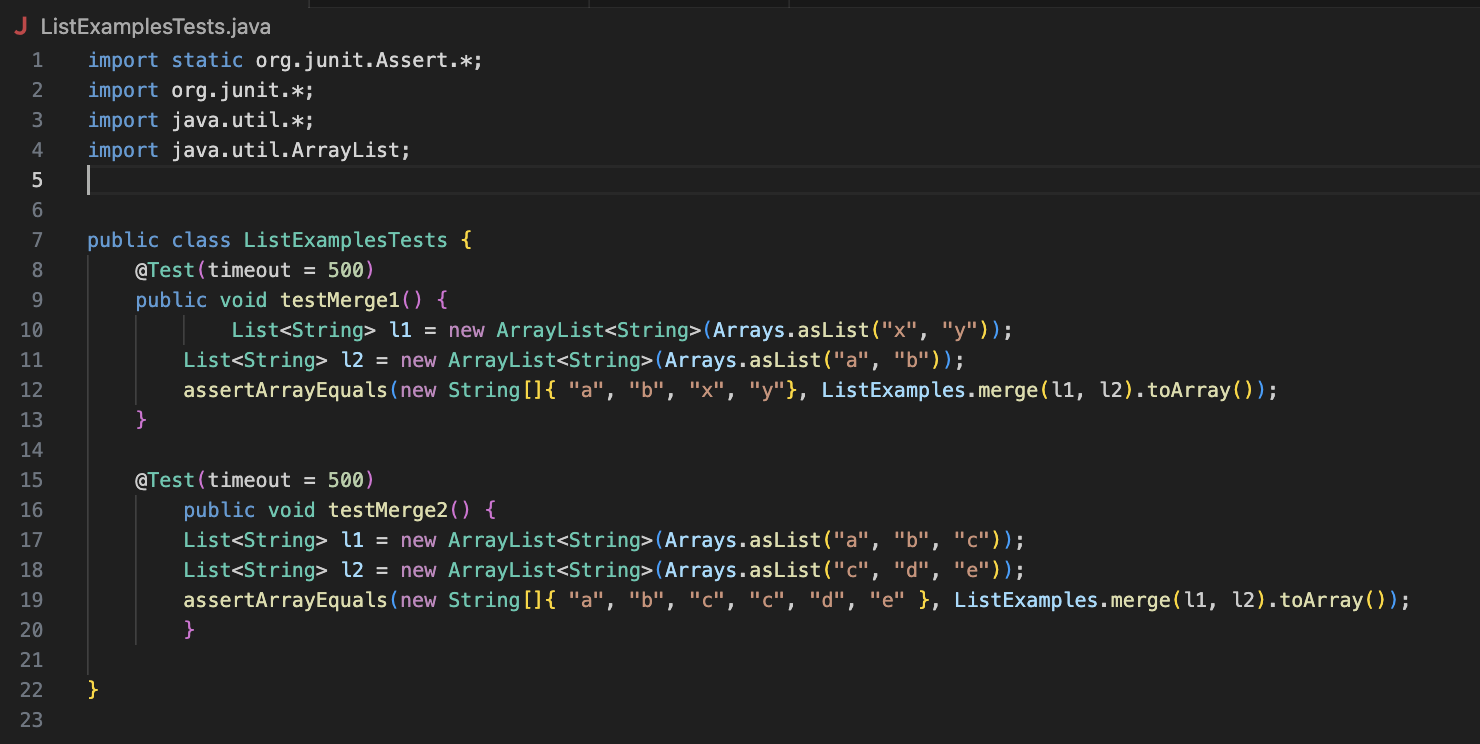 J ListExamplesTests.java
1 import static org.junit.Assert.*;
2 import org.junit.*;
3 import java.util.*;
4 import java.util.ArrayList;
5
6
7 public class ListExamplesTests {
8     @Test(timeout = 500)
9     public void testMerge1() {
10             List<String> l1 = new ArrayList<String>(Arrays.asList("x", "y"));
11         List<String> l2 = new ArrayList<String>(Arrays.asList("a", "b"));
12         assertArrayEquals(new String[]{ "a", "b", "x", "y"}, ListExamples.merge(l1, l2).toArray());
13     }
14
15     @Test(timeout = 500)
16         public void testMerge2() {
17         List<String> l1 = new ArrayList<String>(Arrays.asList("a", "b", "c"));
18         List<String> l2 = new ArrayList<String>(Arrays.asList("c", "d", "e"));
19         assertArrayEquals(new String[]{ "a", "b", "c", "c", "d", "e" }, ListExamples.merge(l1, l2).toArray());
20         }
21
22 }
23